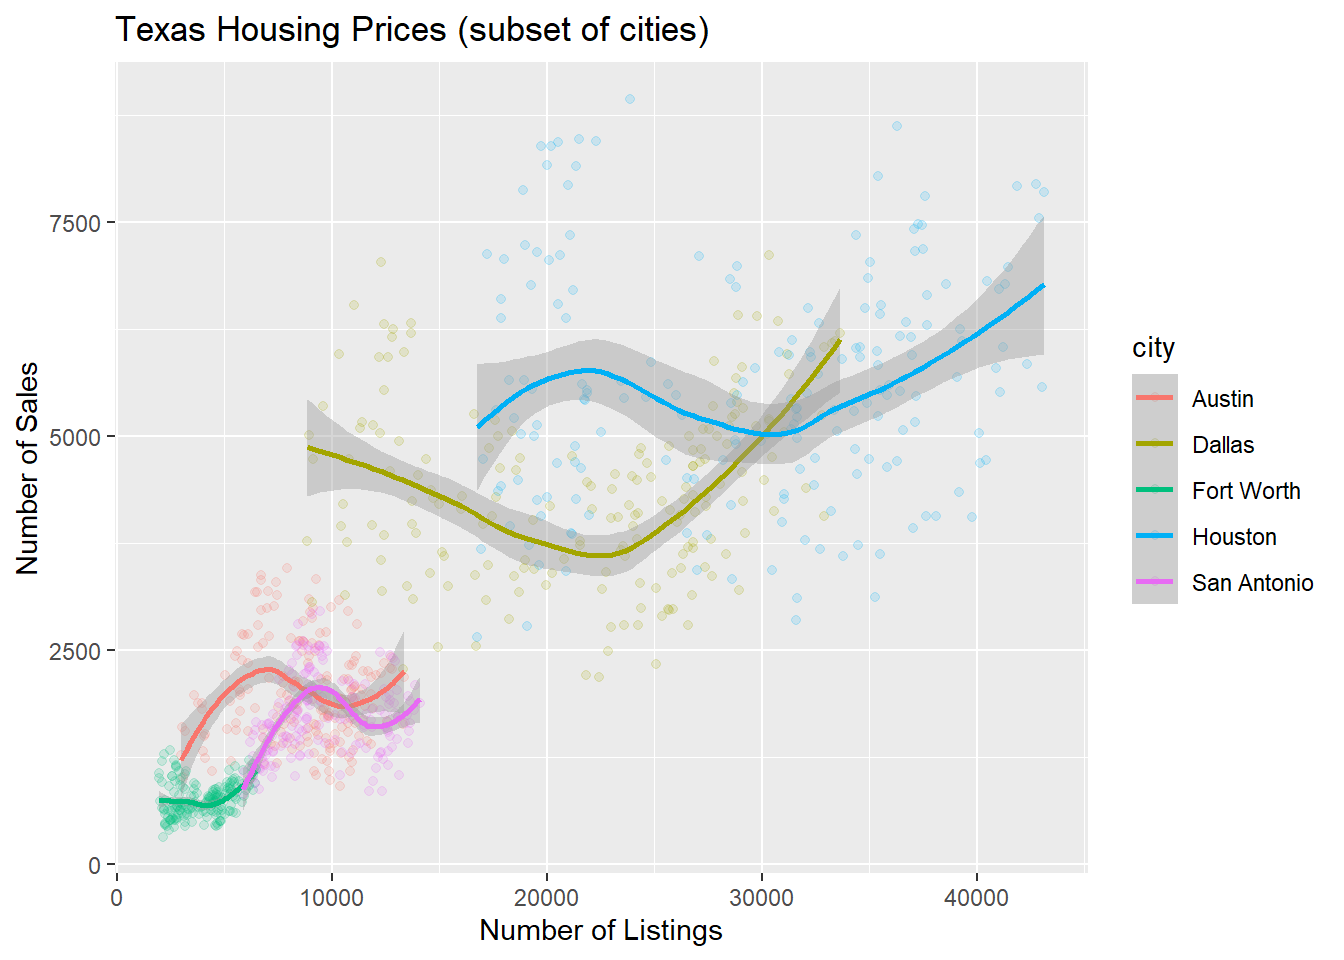 Texas Housing Prices (subset of cities)
Number of Sales
7500
5000
2500
0
0
10000
20000
30000
40000
Number of Listings
city
Austin
Dallas
Fort Worth
Houston
San Antonio